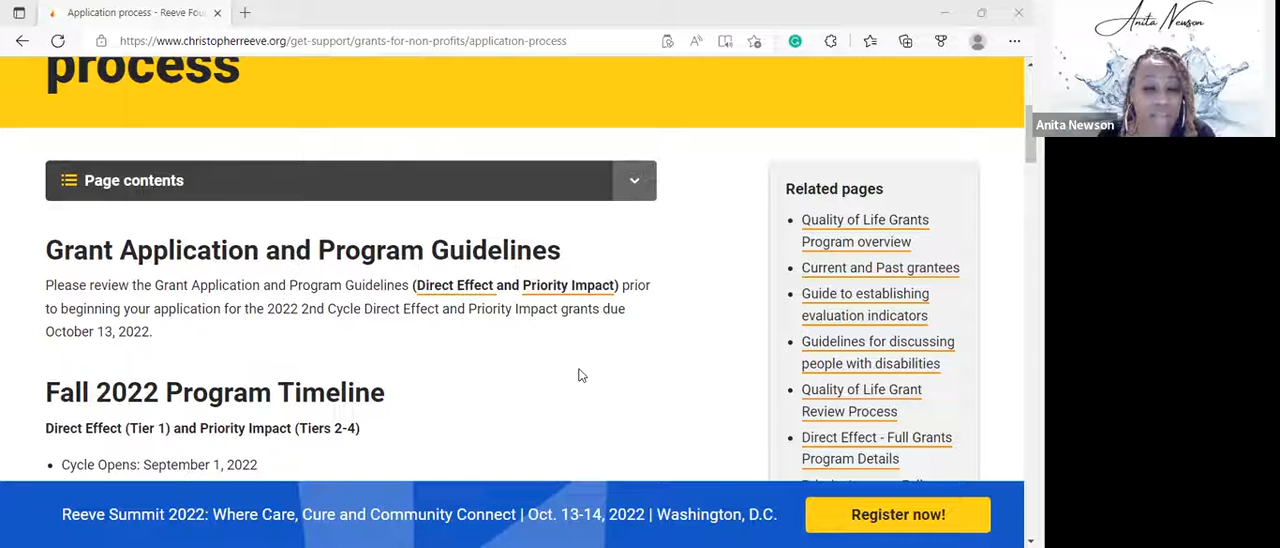 Application process - Reeve Fou
https://www.christopherreeve.org/get-support/grants-for-non-profits/application-process
process
Page contents
Grant Application and Program Guidelines
Please review the Grant Application and Program Guidelines (Direct Effect and Priority Impact) prior
to beginning your application for the 2022 2nd Cycle Direct Effect and Priority Impact grants due
October 13, 2022.
Fall 2022 Program Timeline
Direct Effect (Tier 1) and Priority Impact (Tiers 2-4)
• Cycle Opens: September 1, 2022
Related pages
• Quality of Life Grants
Program overview
• Current and Past grantees
• Guide to establishing
evaluation indicators
• Guidelines for discussing
people with disabilities
• Quality of Life Grant
Review Process
• Direct Effect - Full Grants
Program Details
Reeve Summit 2022: Where Care, Cure and Community Connect | Oct. 13-14, 2022 | Washington, D.C.
Register now!
Anita Newson
Anita Newson